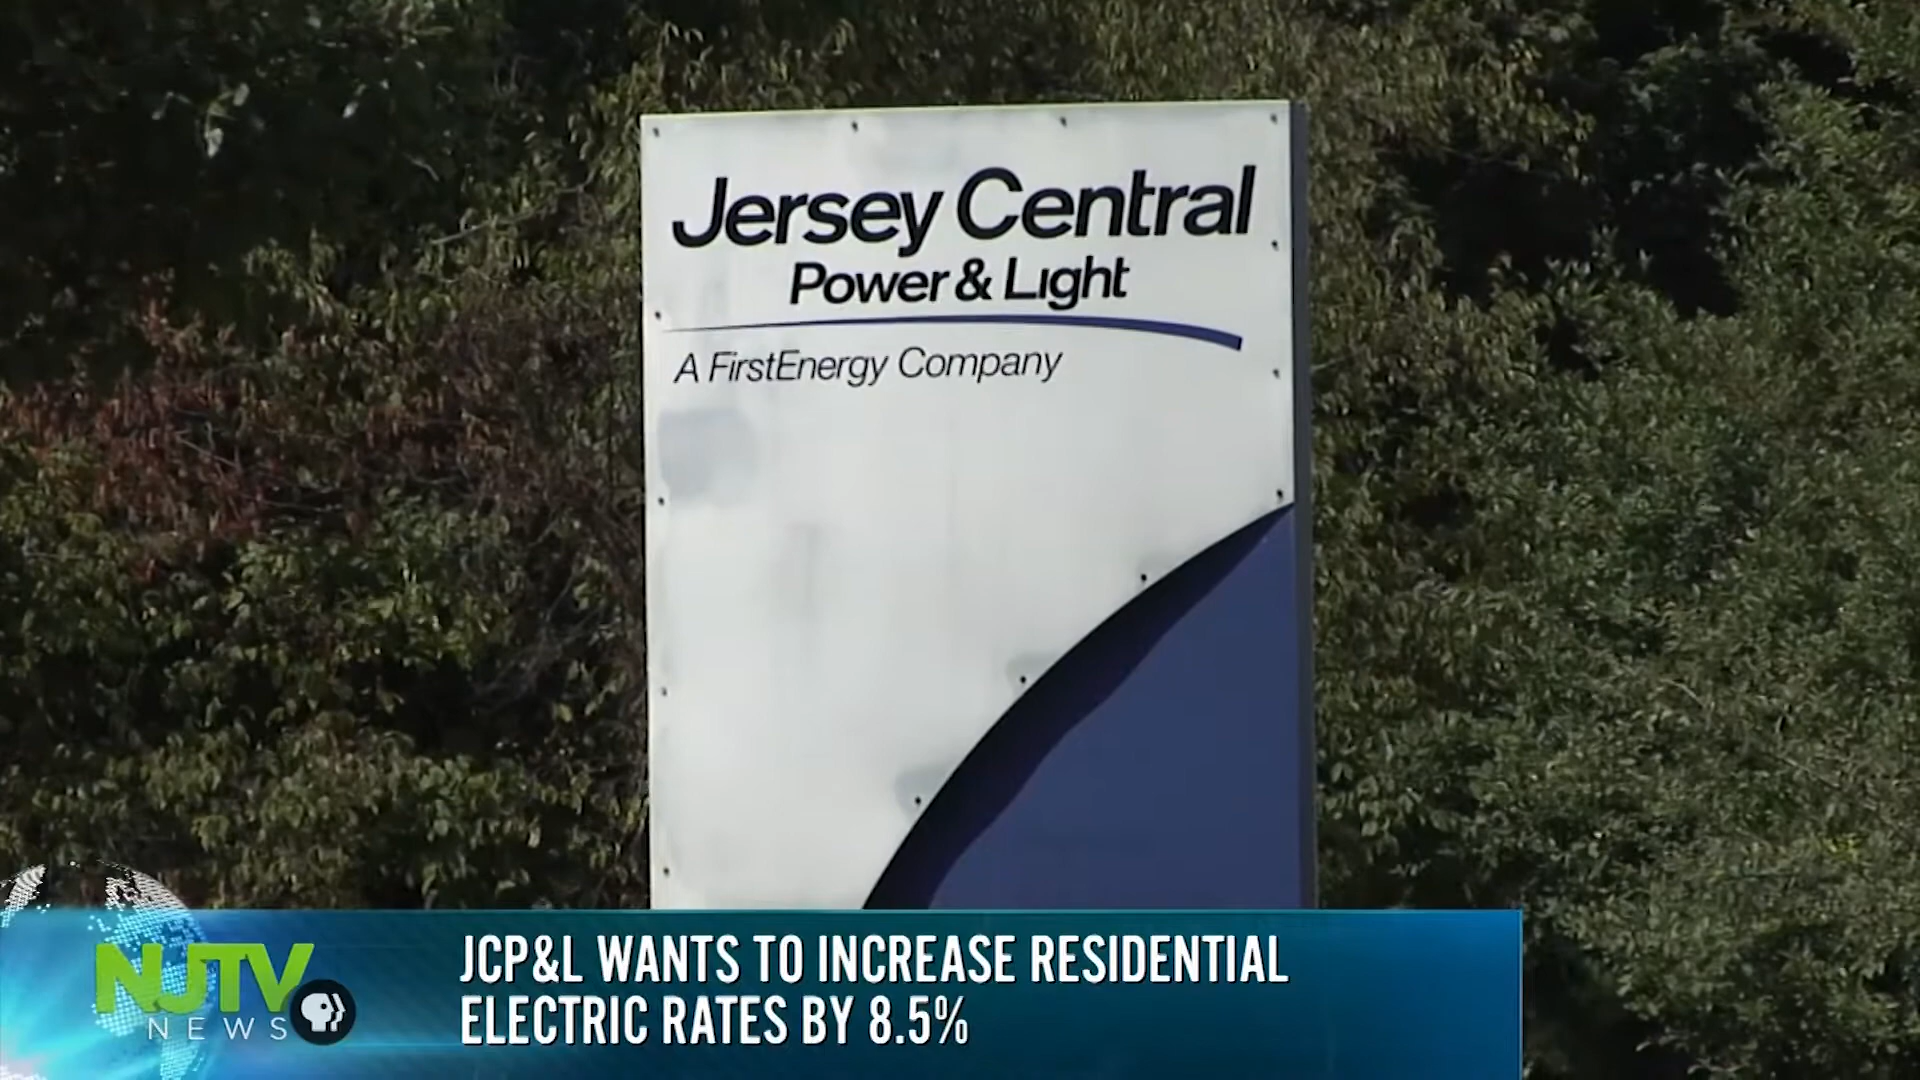 Jersey Central
Power & Light
A FirstEnergy Company
JCP&L WANTS TO INCREASE RESIDENTIAL
ELECTRIC RATES BY 8.5%
NJTV
NEWS